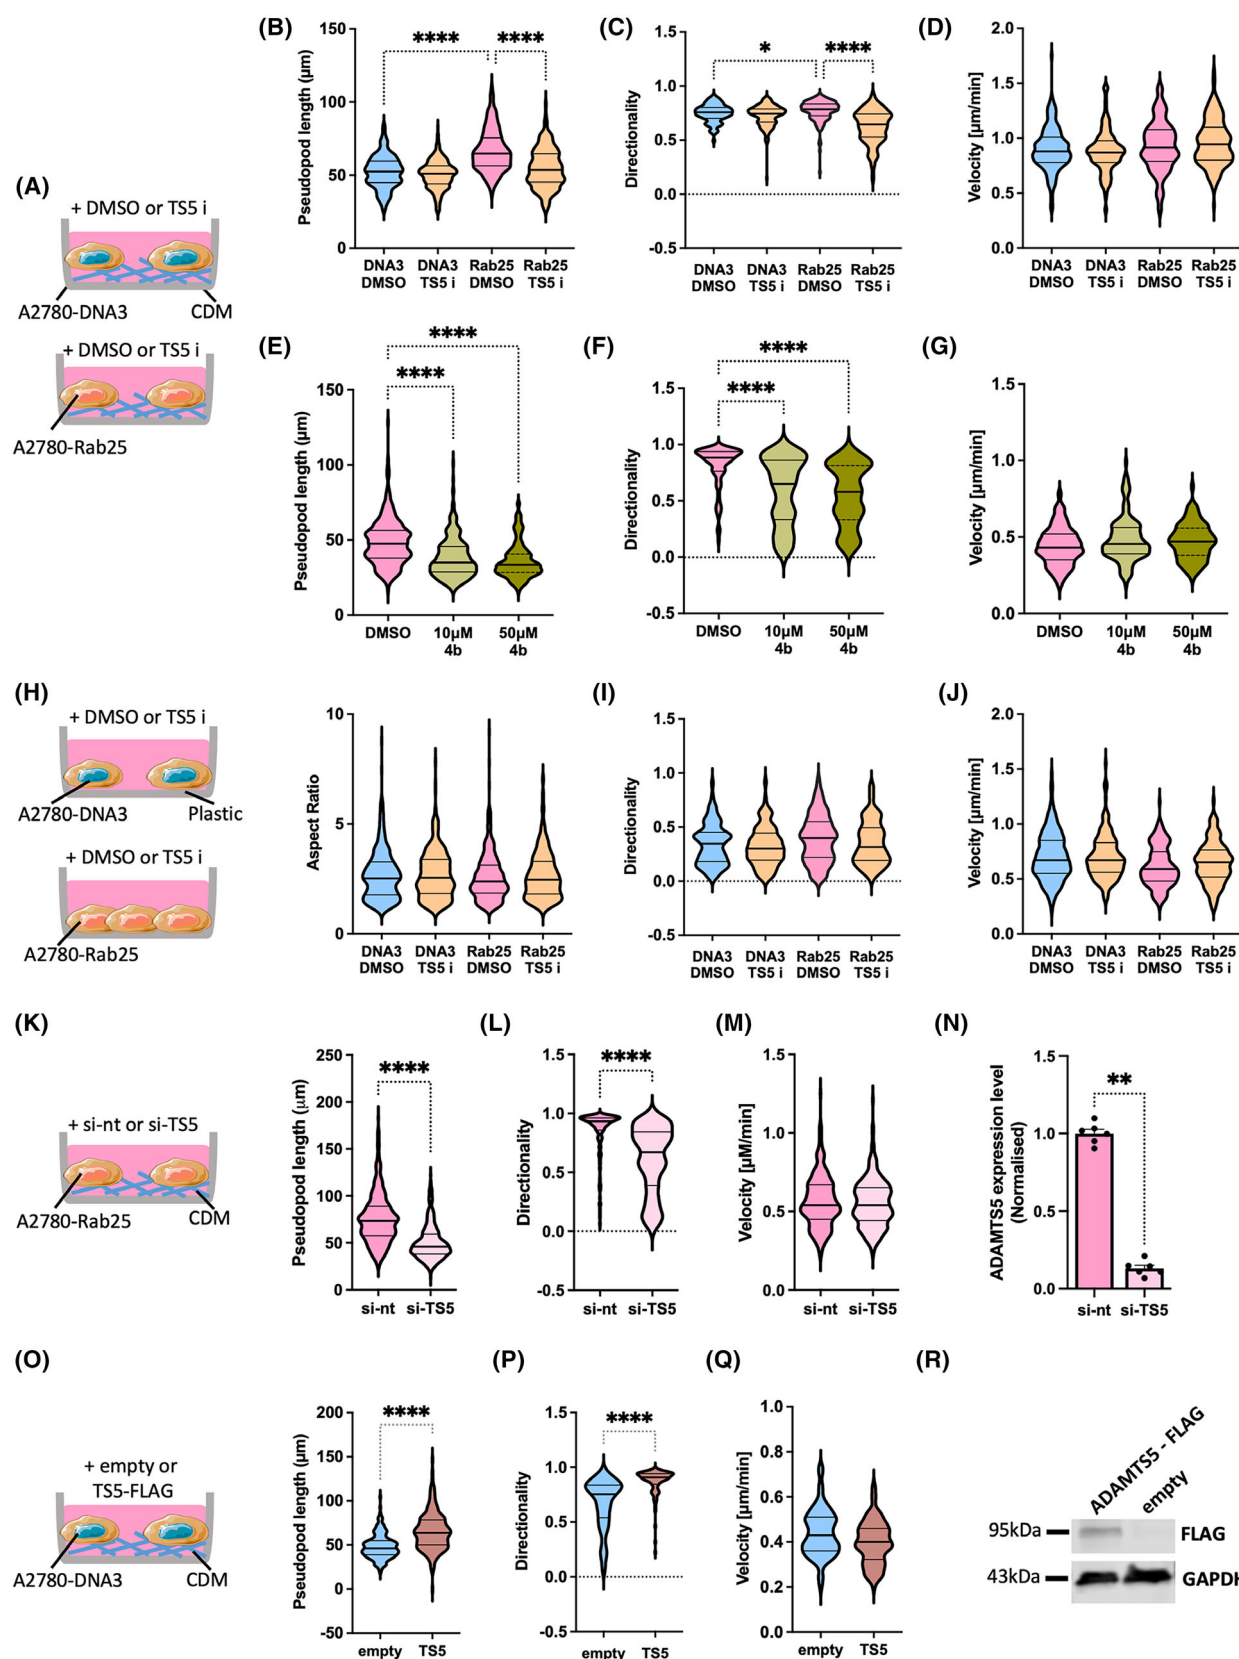 (A)
+ DMSO or TS5 i
A2780-DNA3
CDM
+ DMSO or TS5 i
A2780-Rab25
(B)
Pseudopod length (µm)
150
100
50
0
****
****
DNA3 DNA3 Rab25 Rab25
DMSO TS5 i DMSO TS5 i
(C)
Directionality
1.5
1.0
0.5
0.0
-0.5
*
****
DNA3 DNA3 Rab25 Rab25
DMSO TS5 i DMSO TS5 i
(D)
Velocity [µm/min]
2.0
1.5
1.0
0.5
0.0
DNA3 DNA3 Rab25 Rab25
DMSO TS5 i DMSO TS5 i
(E)
Pseudopod length (µm)
150
100
50
0
****
****
DMSO 10µM 50µM
4b 4b
(F)
Directionality
1.5
1.0
0.5
0.0
-0.5
****
****
DMSO 10µM 50µM
4b 4b
(G)
Velocity [µm/min]
1.5
1.0
0.5
0.0
DMSO 10µM 50µM
4b 4b
(H)
+ DMSO or TS5 i
A2780-DNA3
Plastic
+ DMSO or TS5 i
A2780-Rab25
Aspect Ratio
10
5
0
DNA3 DNA3 Rab25 Rab25
DMSO TS5 i DMSO TS5 i
(I)
Directionality
1.5
1.0
0.5
0.0
-0.5
DNA3 DNA3 Rab25 Rab25
DMSO TS5 i DMSO TS5 i
(J)
Velocity [µm/min]
2.0
1.5
1.0
0.5
0.0
DNA3 DNA3 Rab25 Rab25
DMSO TS5 i DMSO TS5 i
(K)
+ si-nt or si-TS5
A2780-Rab25
CDM
Pseudopod length (µm)
250
200
150
100
50
0
****
si-nt si-TS5
(L)
Directionality
1.5
1.0
0.5
0.0
-0.5
****
si-nt si-TS5
(M)
Velocity [µM/min]
1.5
1.0
0.5
0.0
si-nt si-TS5
(N)
ADAMTS5 expression level
(Normalised)
1.5
1.0
0.5
0.0
**
si-nt si-TS5
(O)
+ empty or
TS5-FLAG
A2780-DNA3
CDM
Pseudopod length (µm)
200
150
100
50
0
-50
****
empty TS5
(P)
Directionality
1.5
1.0
0.5
0.0
-0.5
****
empty TS5
(Q)
Velocity [µm/min]
1.0
0.8
0.6
0.4
0.2
0.0
empty TS5
(R)
ADAMTS5 - FLAG
empty
95kDa
FLAG
43kDa
GAPDH